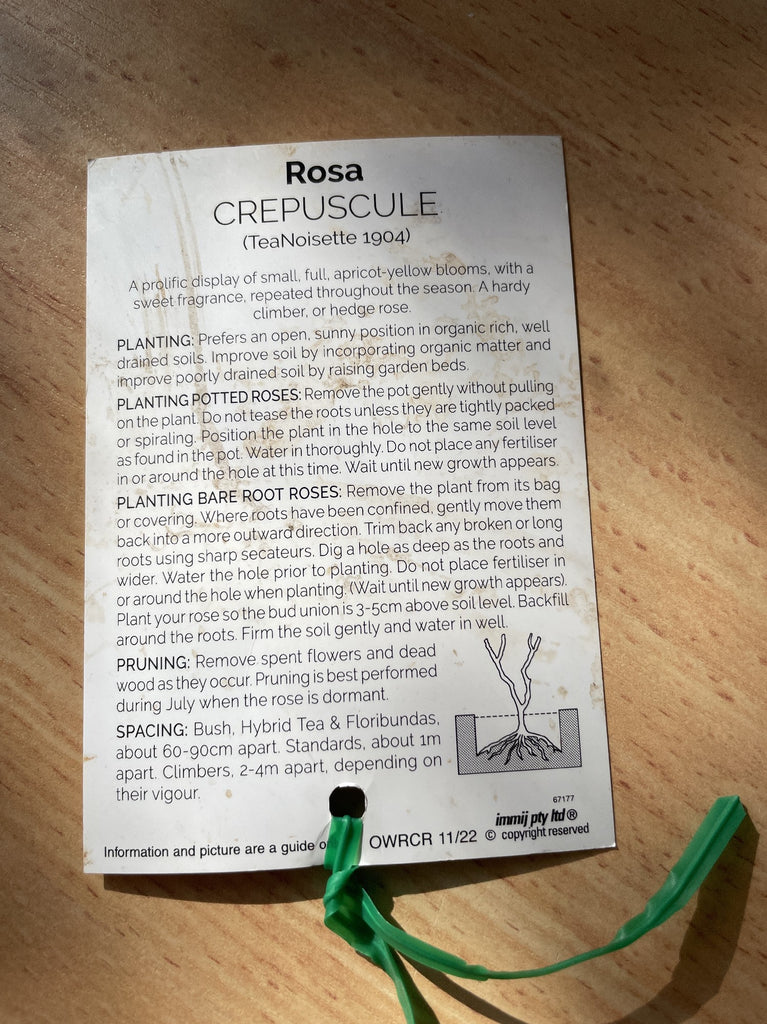 Rosa
CREPUSCULE
(TeaNoisette 1904)
A prolific display of small, full, apricot-yellow blooms, with a
sweet fragrance, repeated throughout the season. A hardy
climber, or hedge rose.
PLANTING: Prefers an open, sunny position in organic rich, well
drained soils. Improve soil by incorporating organic matter and
improve poorly drained soil by raising garden beds.
PLANTING POTTED ROSES: Remove the pot gently without pulling
on the plant. Do not tease the roots unless they are tightly packed
or spiraling. Position the plant in the hole to the same soil level
as found in the pot. Water in thoroughly. Do not place any fertiliser
in or around the hole at this time. Wait until new growth appears.
PLANTING BARE ROOT ROSES: Remove the plant from its bag
or covering. Where roots have been confined, gently move them
back into a more outward direction. Trim back any broken or long
roots using sharp secateurs. Dig a hole as deep as the roots and
wider. Water the hole prior to planting. Do not place fertiliser in
or around the hole when planting. (Wait until new growth appears).
Plant your rose so the bud union is 3-5cm above soil level. Backfill
around the roots. Firm the soil gently and water in well.
PRUNING: Remove spent flowers and dead
wood as they occur. Pruning is best performed
during July when the rose is dormant.
SPACING: Bush, Hybrid Tea & Floribundas,
about 60-90cm apart. Standards, about 1m
apart. Climbers, 2-4m apart, depending on
their vigour.
67177
immij pty ltd®
Information and picture are a guide OWRCR 11/22 © copyright reserved